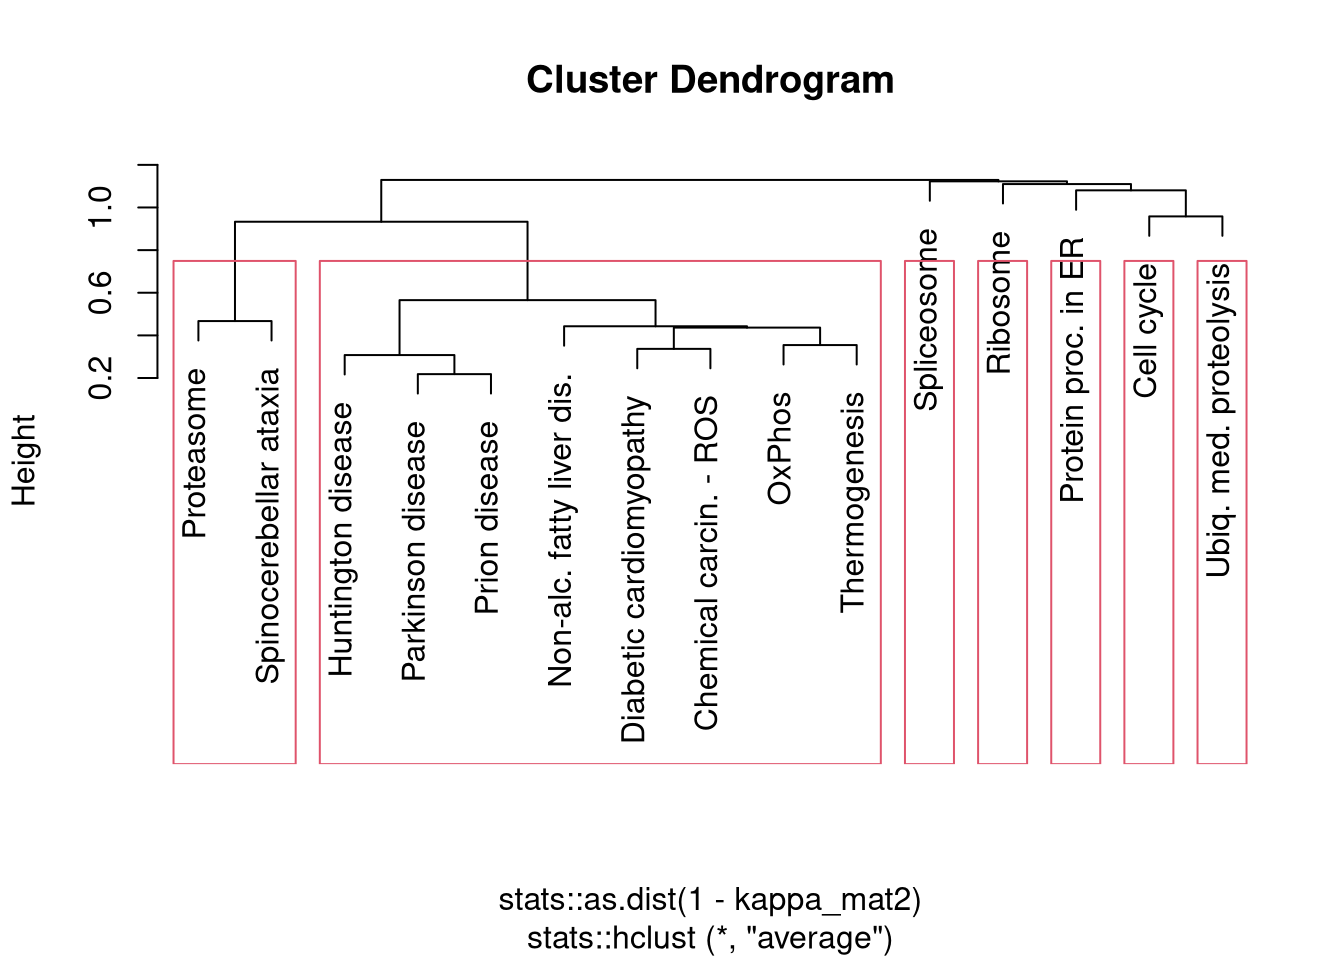 Cluster Dendrogram
Height
1.0
0.6
0.2
Proteasome
Spinocerebellar ataxia
Huntington disease
Parkinson disease
Prion disease
Non-alc. fatty liver dis.
Diabetic cardiomyopathy
Chemical carcin. - ROS
OxPhos
Thermogenesis
Spliceosome
Ribosome
Protein proc. in ER
Cell cycle
Ubiq. med. proteolysis
stats::as.dist(1 - kappa_mat2)
stats::hclust (*, "average")